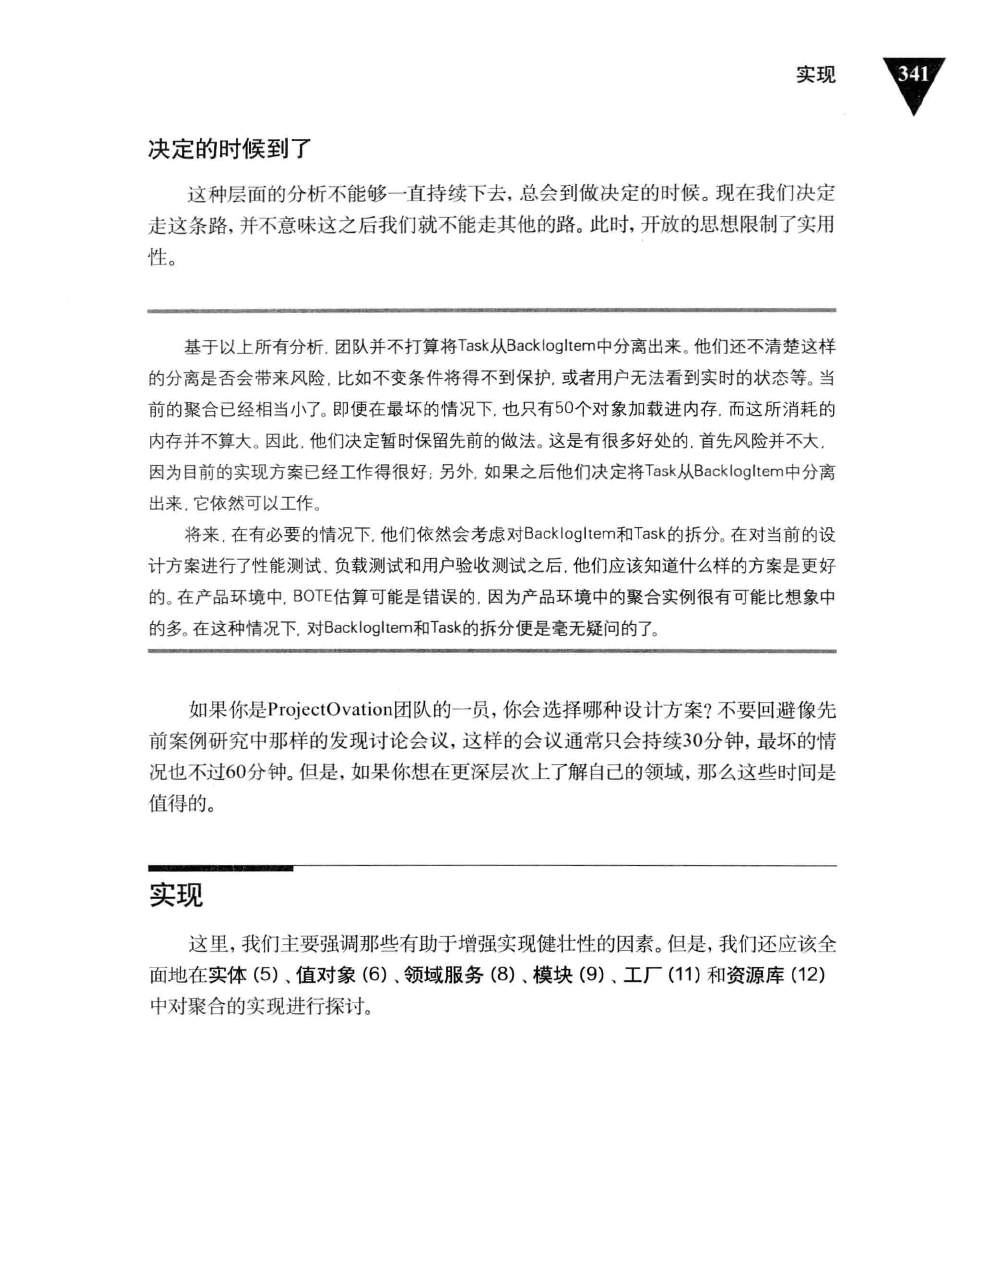 实现
341
决定的时候到了
这种层面的分析不能够一直持续下去，总会到做决定的时候。现在我们决定
走这条路，并不意味这之后我们就不能走其他的路。此时，开放的思想限制了实用
性。
基于以上所有分析，团队并不打算将Task从BacklogItem中分离出来。他们还不清楚这样
的分离是否会带来风险，比如不变条件将得不到保护，或者用户无法看到实时的状态等。当
前的聚合已经相当小了。即便在最坏的情况下，也只有50个对象加载进内存，而这所消耗的
内存并不算大。因此，他们决定暂时保留先前的做法。这是有很多好处的，首先风险并不大，
因为目前的实现方案已经工作得很好；另外，如果之后他们决定将Task从BacklogItem中分离
出来，它依然可以工作。
将来，在有必要的情况下，他们依然会考虑对BacklogItem和Task的拆分。在对当前的设
计方案进行了性能测试、负载测试和用户验收测试之后，他们应该知道什么样的方案是更好
的。在产品环境中，BOTE估算可能是错误的，因为产品环境中的聚合实例很有可能比想象中
的多。在这种情况下，对BacklogItem和Task的拆分便是毫无疑问的了。
如果你是ProjectOvation团队的一员，你会选择哪种设计方案？不要回避像先
前案例研究中那样的发现讨论会议，这样的会议通常只会持续30分钟，最坏的情
况也不过60分钟。但是，如果你想在更深层次上了解自己的领域，那么这些时间是
值得的。
实现
这里，我们主要强调那些有助于增强实现健壮性的因素。但是，我们还应该全
面地在实体 (5) 、值对象 (6) 、领域服务 (8) 、模块 (9) 、工厂 (11) 和资源库 (12)
中对聚合的实现进行探讨。